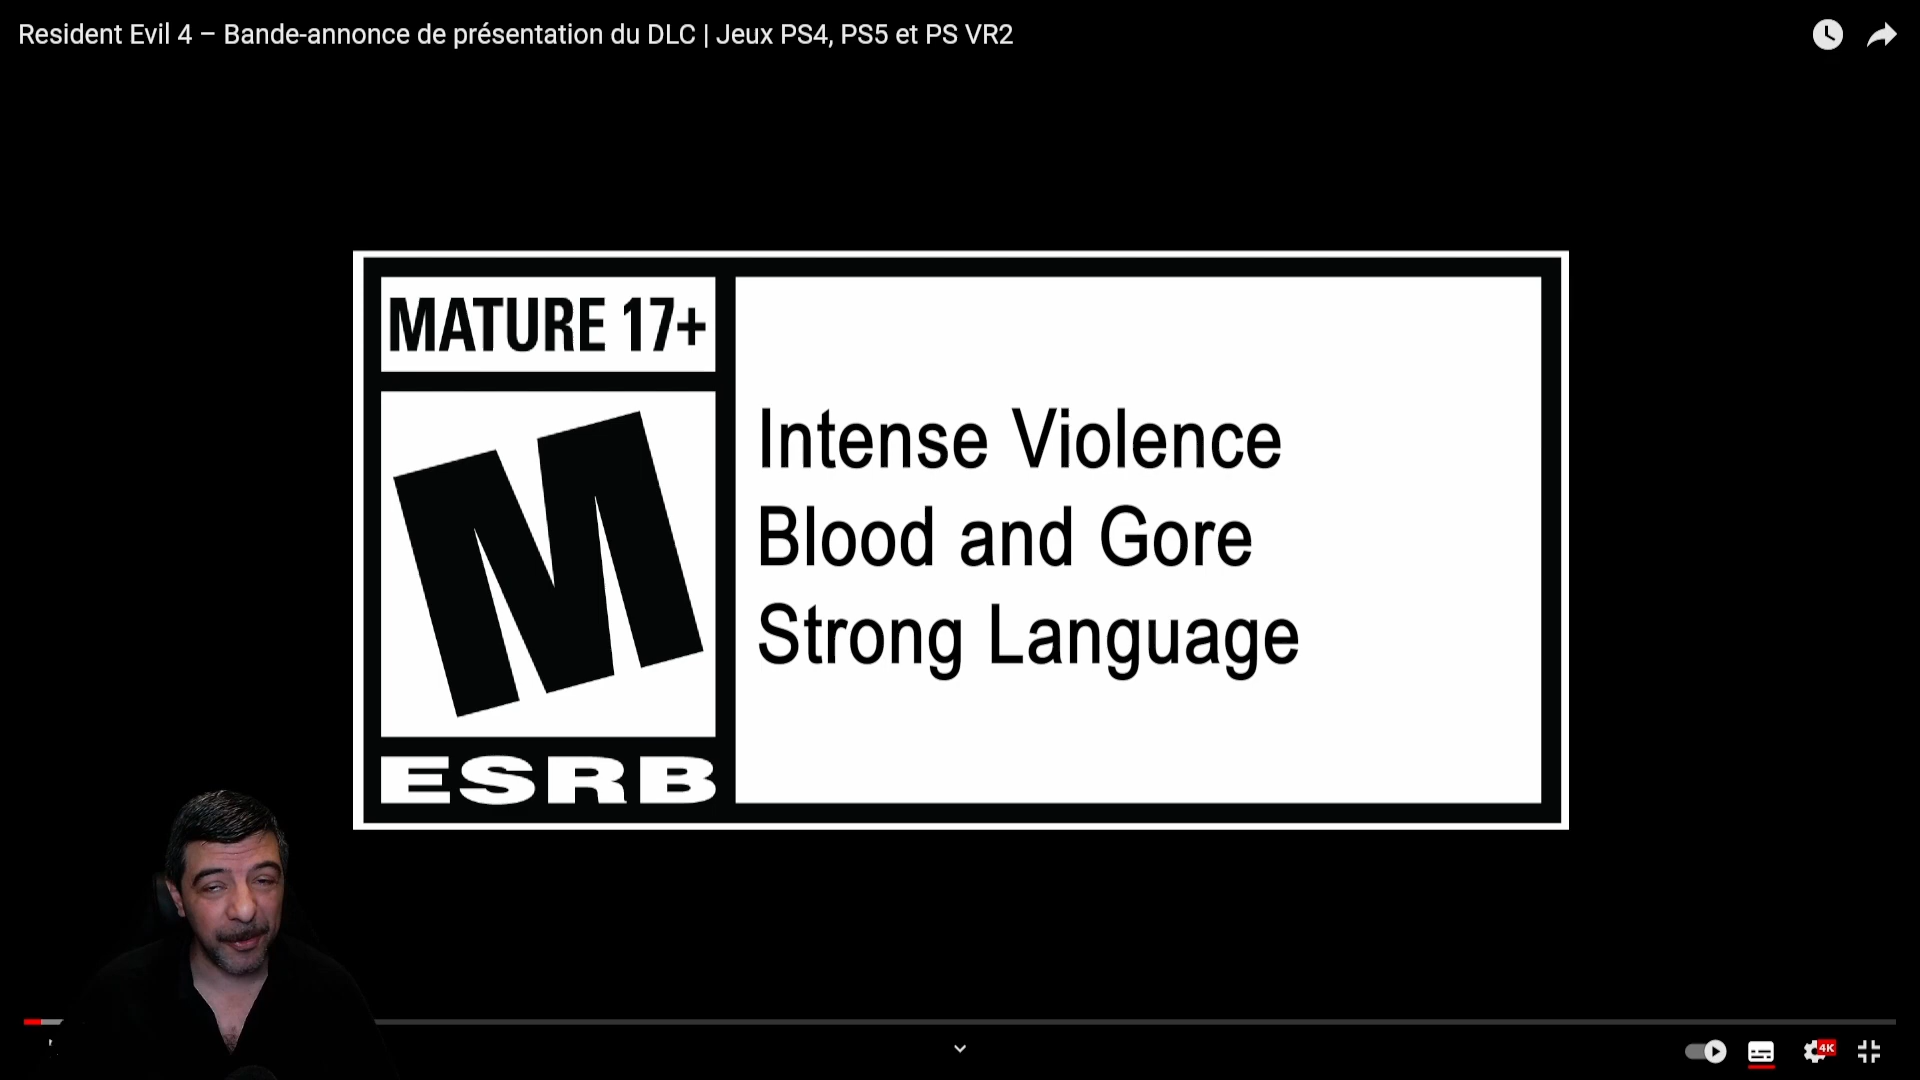 Resident Evil 4 – Bande-annonce de présentation du DLC | Jeux PS4, PS5 et PS VR2
MATURE 17+
M
ESRB
Intense Violence
Blood and Gore
Strong Language
4K